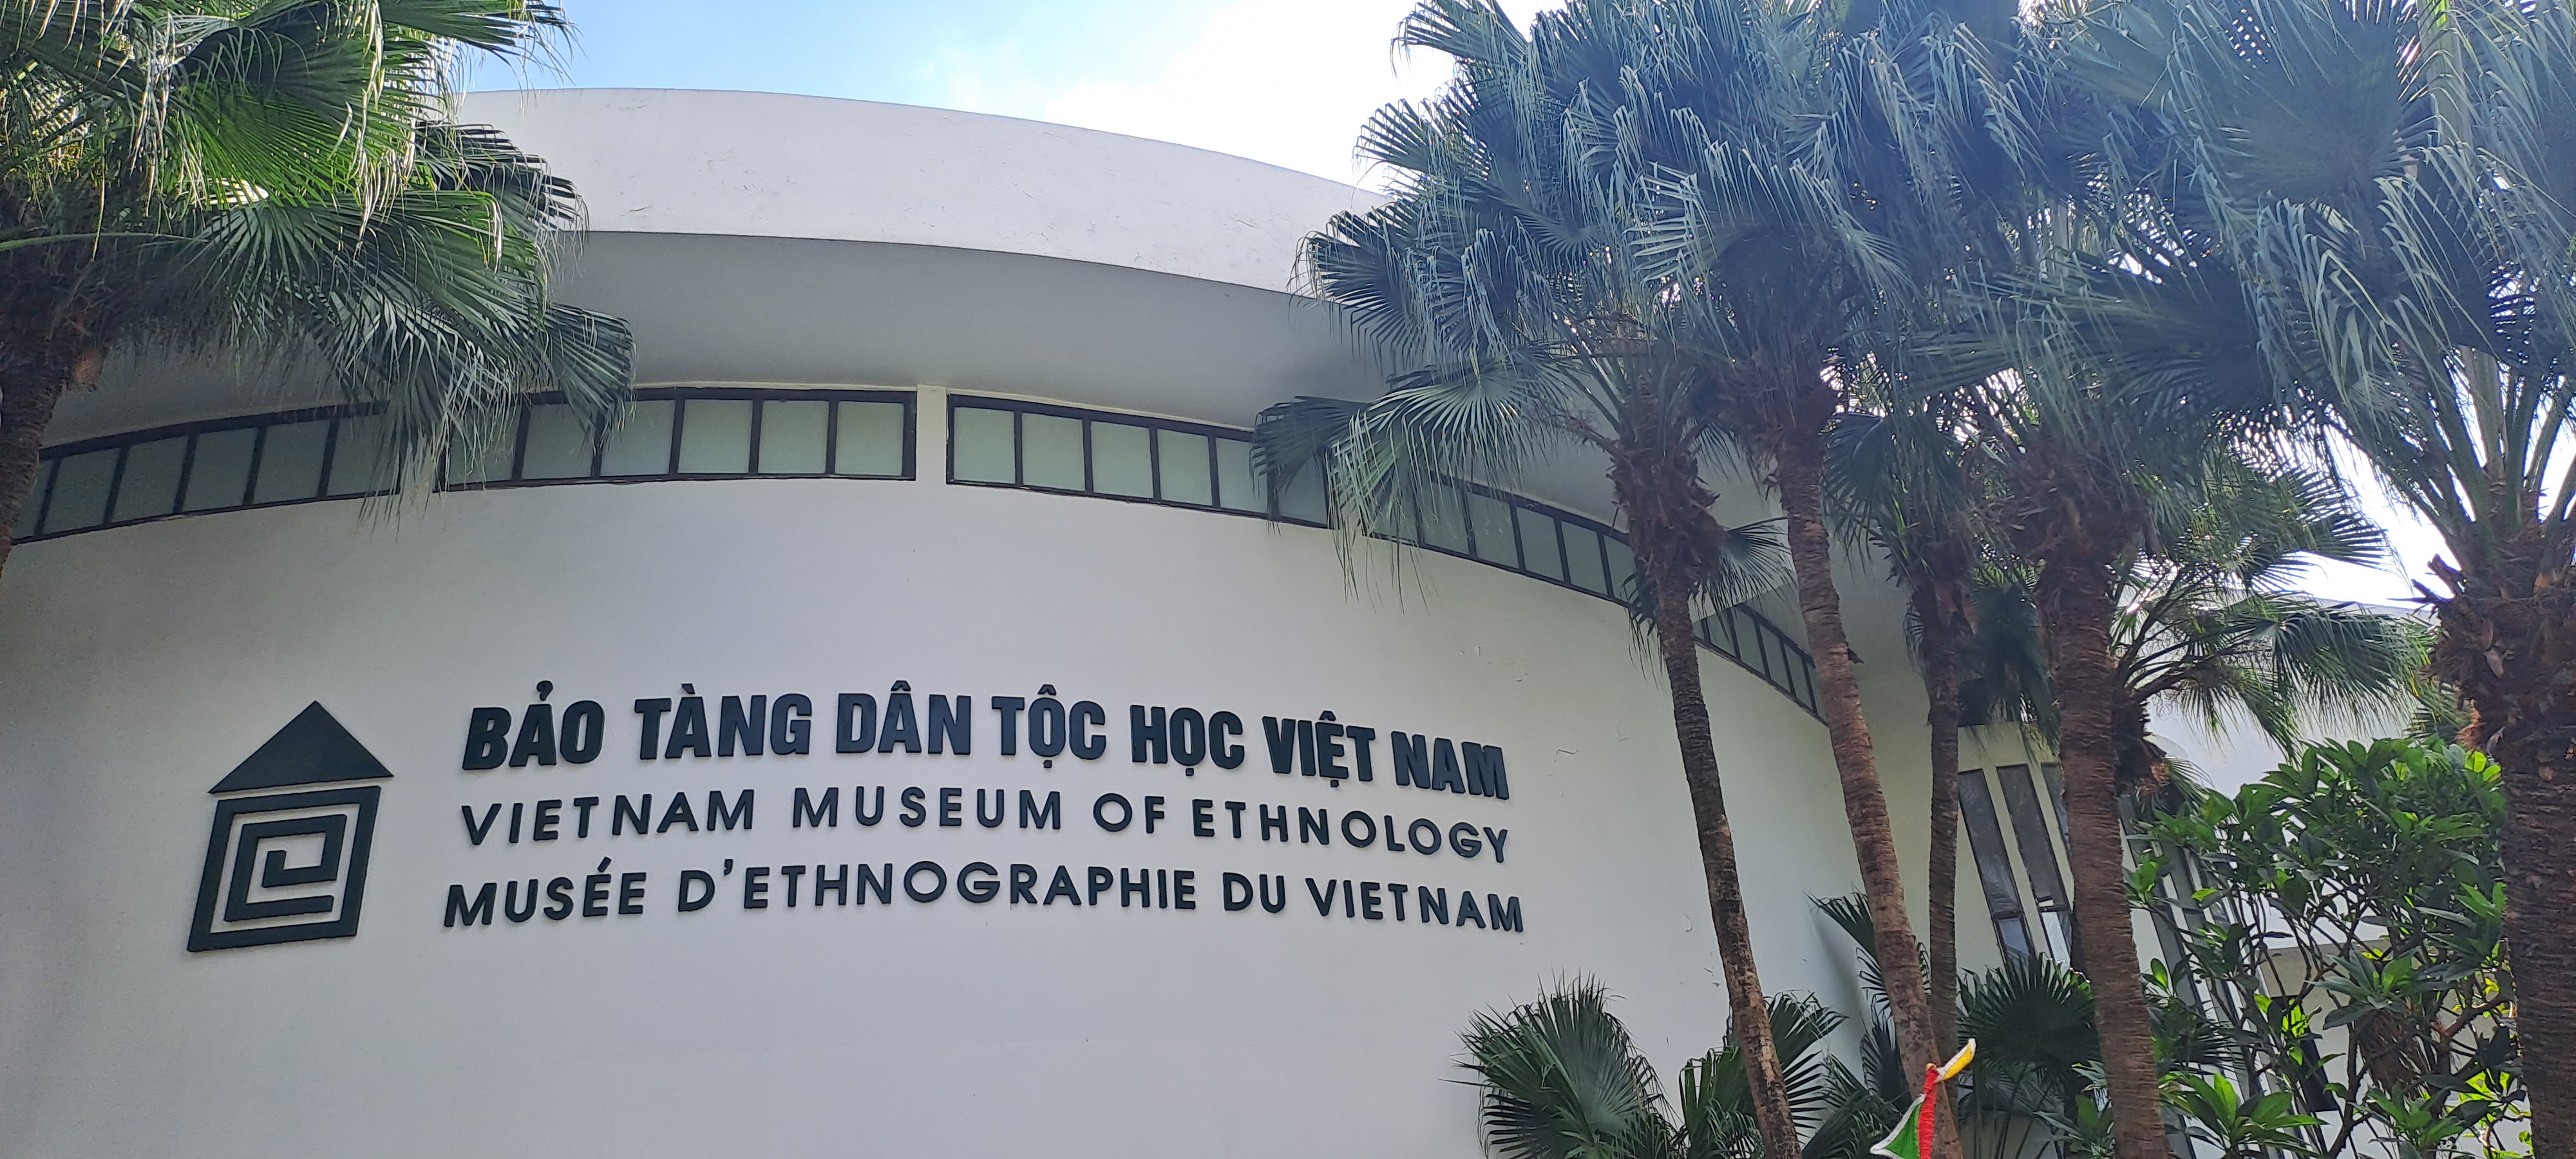 BẢO TÀNG DÂN TỘC HỌC VIỆT NAM
VIETNAM MUSEUM OF ETHNOLOGY
MUSÉE D'ETHNOGRAPHIE DU VIETNAM